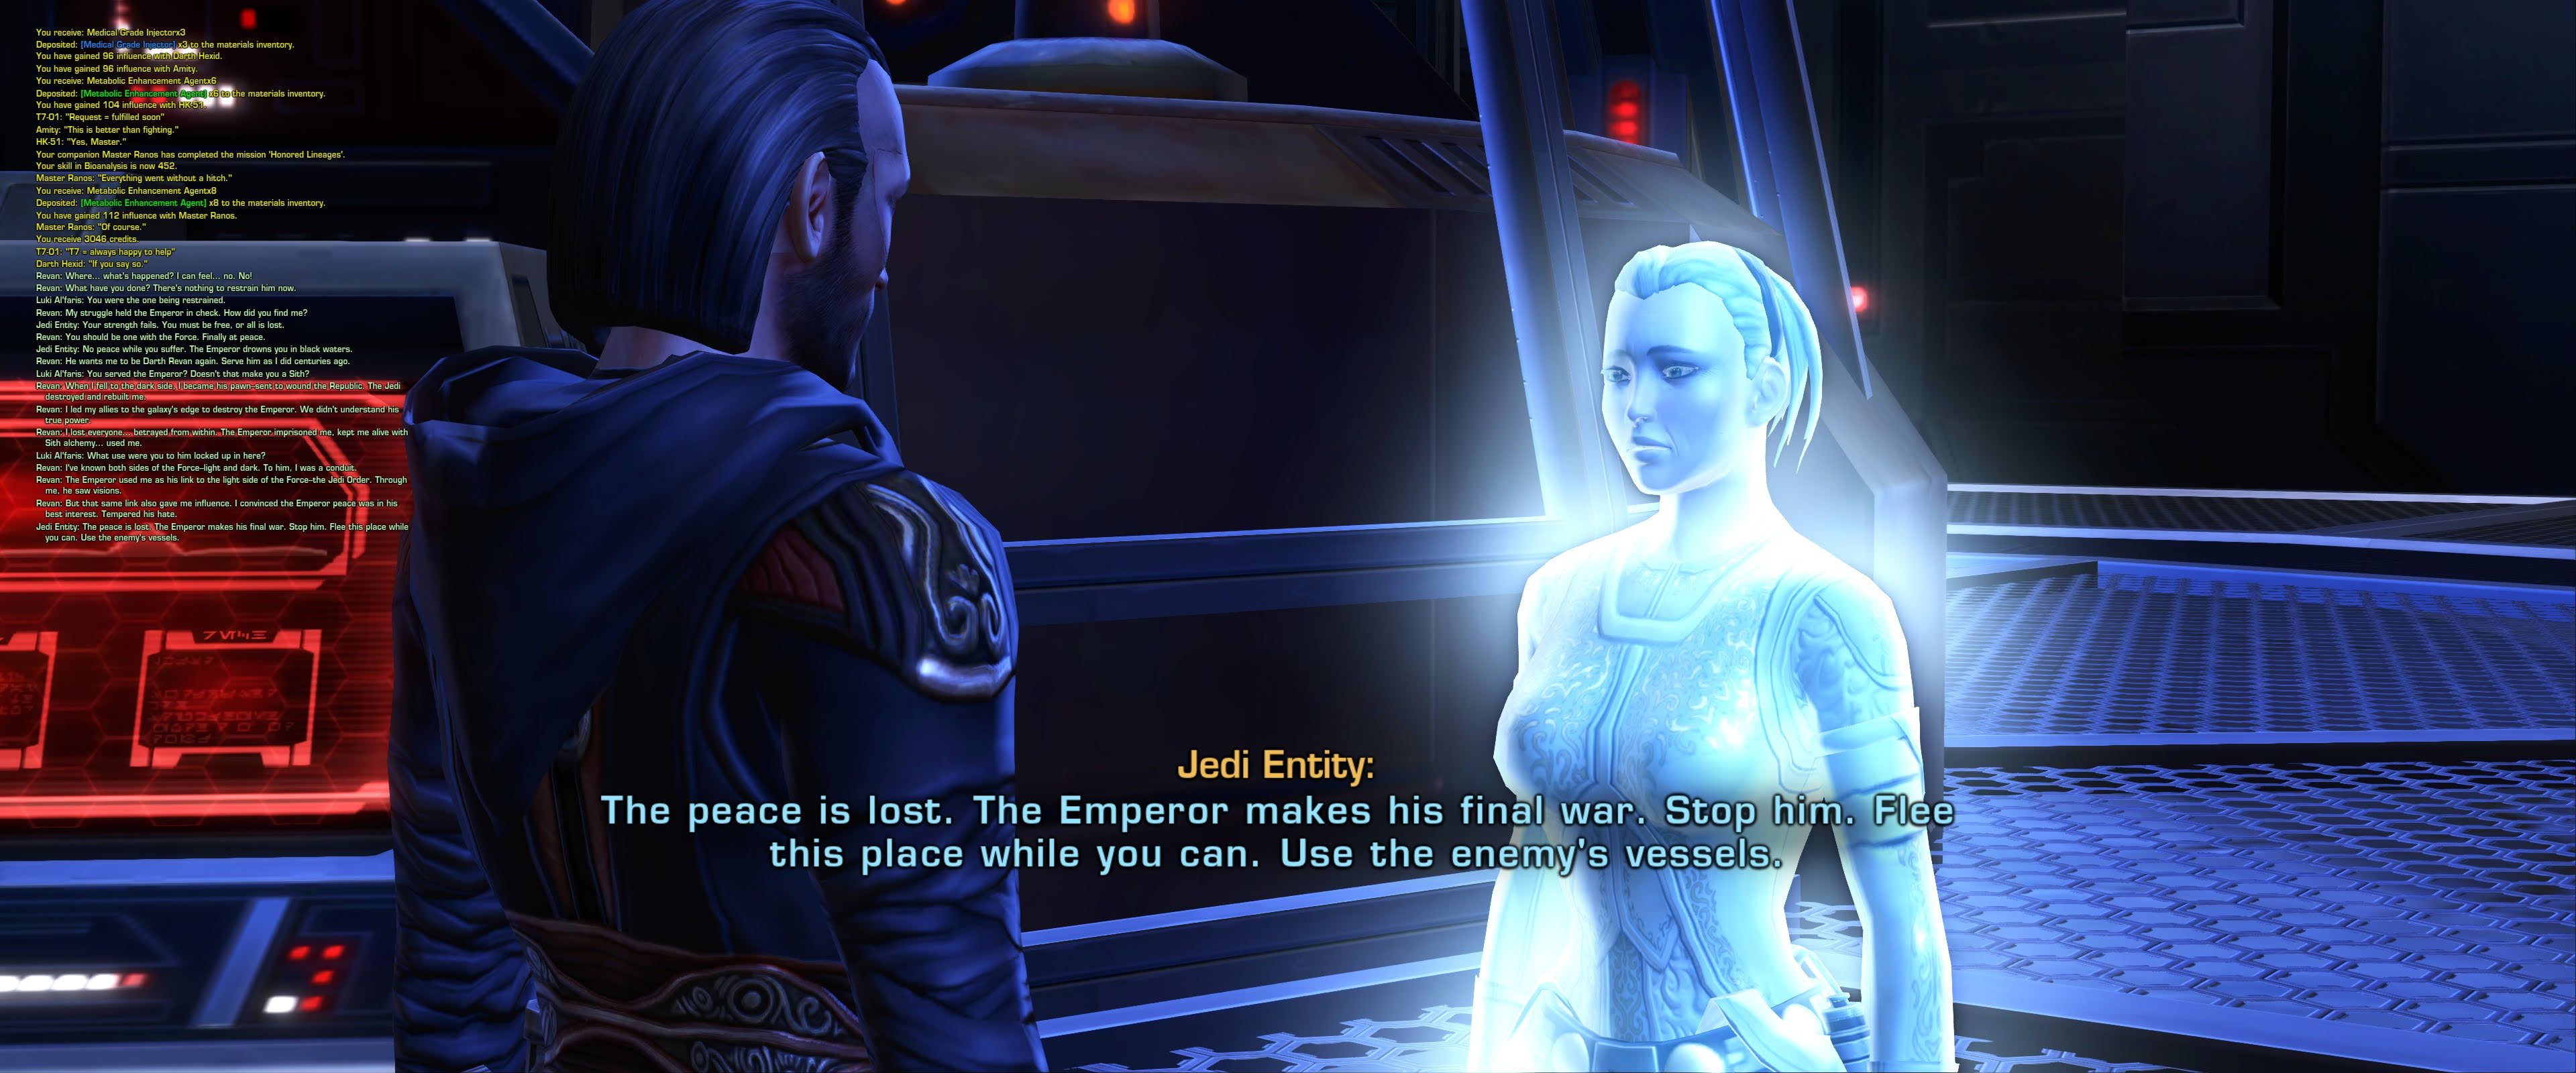 You receive: Medical Grade Injectorx3
Deposited: [Medical Grade Injector] x3 to the materials inventory.
You have gained 96 influence with Darth Hexid.
You have gained 96 influence with Amity.
You receive: Metabolic Enhancement Agentx6
Deposited: [Metabolic Enhancement Agent] x6 to the materials inventory.
You have gained 104 influence with HK-51.
T7-01: "Request = fulfilled soon"
Amity: "This is better than fighting."
HK-51: "Yes, Master."
Your companion Master Ranos has completed the mission 'Honored Lineages'.
Your skill in Bioanalysis is now 452.
Master Ranos: "Everything went without a hitch."
You receive: Metabolic Enhancement Agentx8
Deposited: [Metabolic Enhancement Agent] x8 to the materials inventory.
You have gained 112 influence with Master Ranos.
Master Ranos: "Of course."
You receive 3046 credits.
T7-01: "T7 = always happy to help"
Darth Hexid: "If you say so."
Revan: Where... what's happened? I can feel... no. No!
Revan: What have you done? There's nothing to restrain him now.
Luki Al'faris: You were the one being restrained.
Revan: My struggle held the Emperor in check. How did you find me?
Jedi Entity: Your strength fails. You must be free, or all is lost.
Revan: You should be one with the Force. Finally at peace.
Jedi Entity: No peace while you suffer. The Emperor drowns you in black waters.
Revan: He wants me to be Darth Revan again. Serve him as I did centuries ago.
Luki Al'faris: You served the Emperor? Doesn't that make you a Sith?
Revan: When I fell to the dark side, I became his pawn–sent to wound the Republic. The Jedi
destroyed and rebuilt me.
Revan: I led my allies to the galaxy's edge to destroy the Emperor. We didn't understand his
true power.
Revan: I lost everyone... betrayed from within. The Emperor imprisoned me, kept me alive with
Sith alchemy... used me.
Luki Al'faris: What use were you to him locked up in here?
Revan: I've known both sides of the Force–light and dark. To him, I was a conduit.
Revan: The Emperor used me as his link to the light side of the Force–the Jedi Order. Through
me, he saw visions.
Revan: But that same link also gave me influence. I convinced the Emperor peace was in his
best interest. Tempered his hate.
Jedi Entity: The peace is lost. The Emperor makes his final war. Stop him. Flee this place while
you can. Use the enemy's vessels.
Jedi Entity:
The peace is lost. The Emperor makes his final war. Stop him. Flee
this place while you can. Use the enemy's vessels.